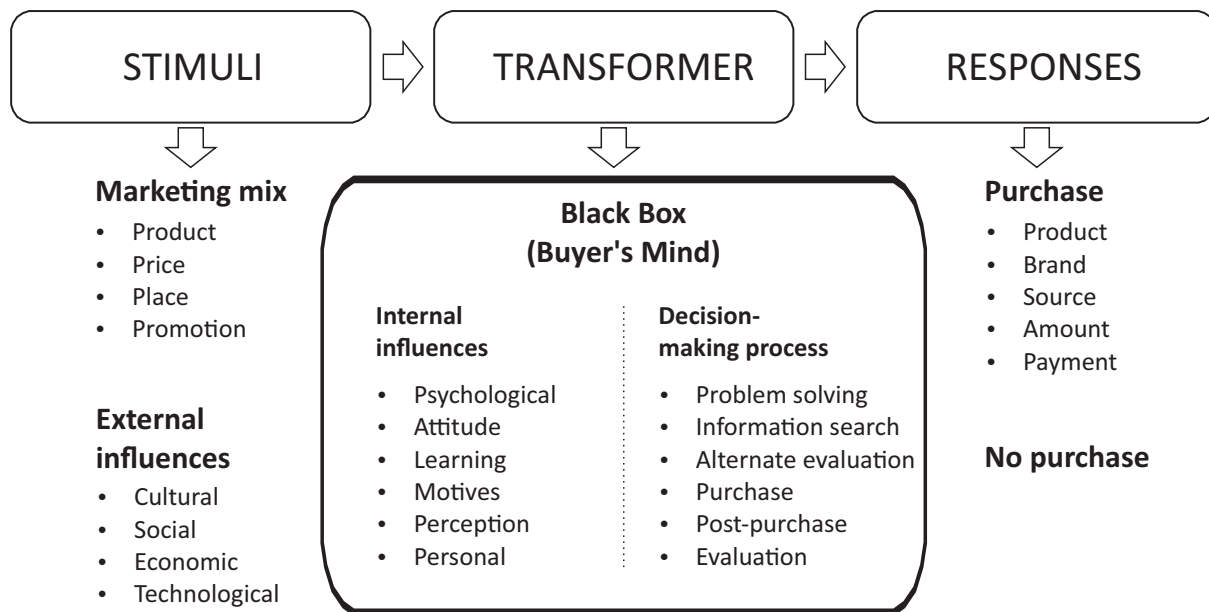 STIMULI
TRANSFORMER
RESPONSES
Marketing mix
• Product
• Price
• Place
• Promotion
External
influences
• Cultural
• Social
• Economic
• Technological
Black Box
(Buyer's Mind)
Internal
influences
• Psychological
• Attitude
• Learning
• Motives
• Perception
• Personal
Decision-
making process
• Problem solving
• Information search
• Alternate evaluation
• Purchase
• Post-purchase
• Evaluation
Purchase
• Product
• Brand
• Source
• Amount
• Payment
No purchase